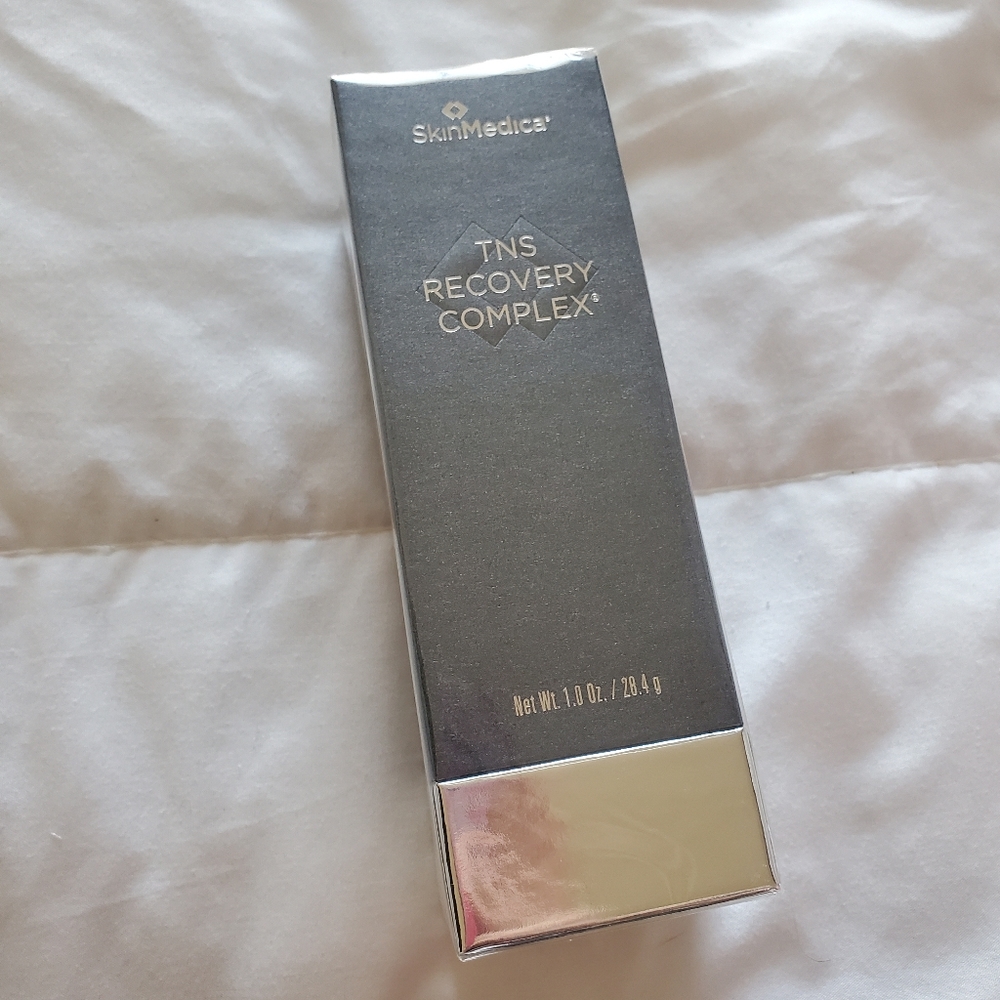 SkinMedica®
TNS
RECOVERY
COMPLEX®
Net Wt. 1.0 Oz. / 28.4 g